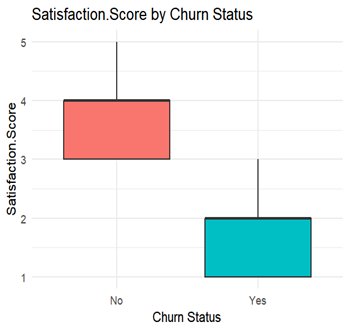 Satisfaction.Score by Churn Status
Satisfaction.Score
5
4
3
2
1
No Yes
Churn Status